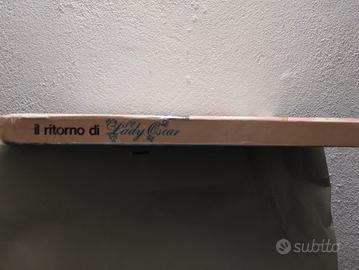 il ritorno di Lady Oscar
subito